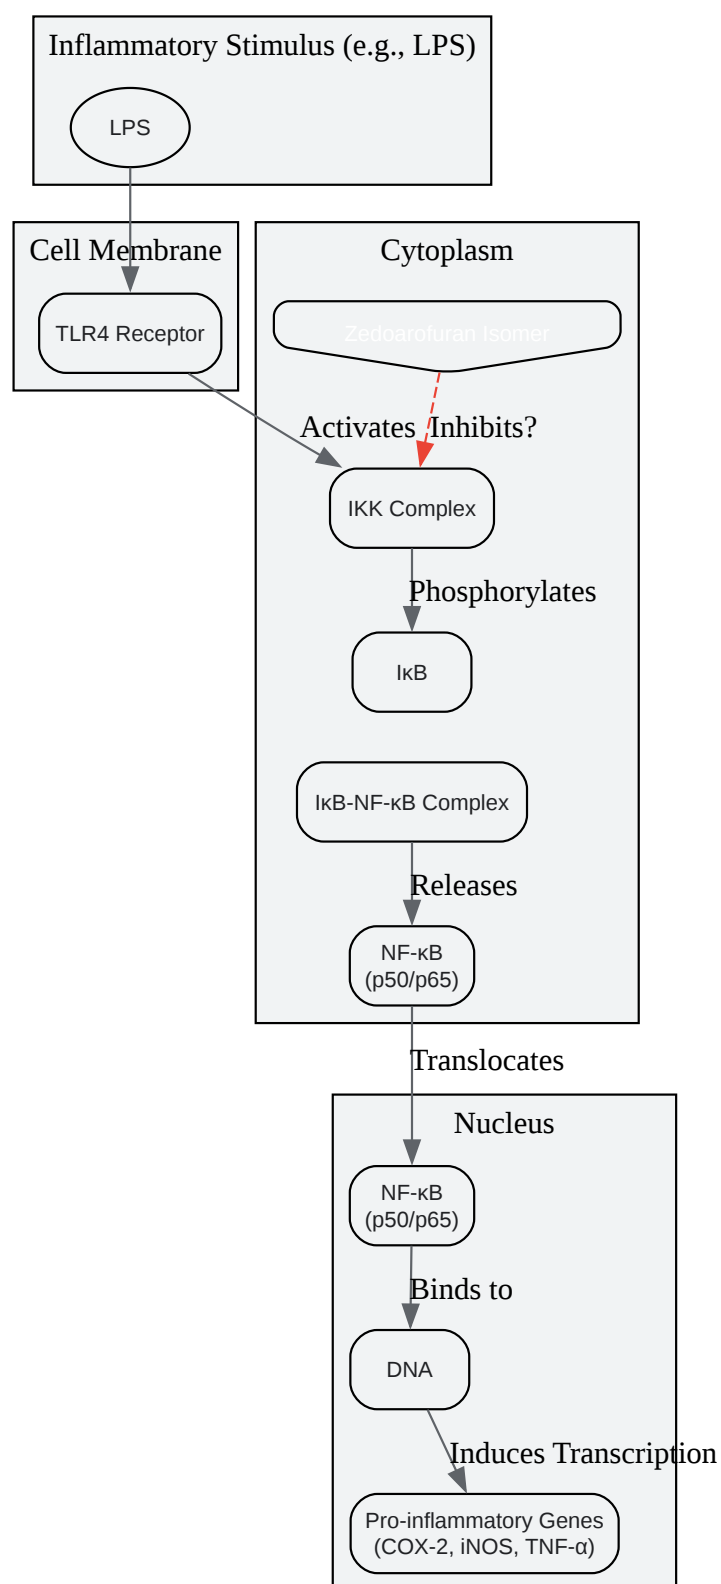 Inflammatory Stimulus (e.g., LPS)
LPS
Cell Membrane
Cytoplasm
TLR4 Receptor
Zedoarofuran Isomer
Activates
Inhibits?
IKK Complex
Phosphorylates
IκB
IκB-NF-κB Complex
Releases
NF-κB
(p50/p65)
Translocates
Nucleus
NF-κB
(p50/p65)
Binds to
DNA
Induces Transcription
Pro-inflammatory Genes
(COX-2, iNOS, TNF-α)